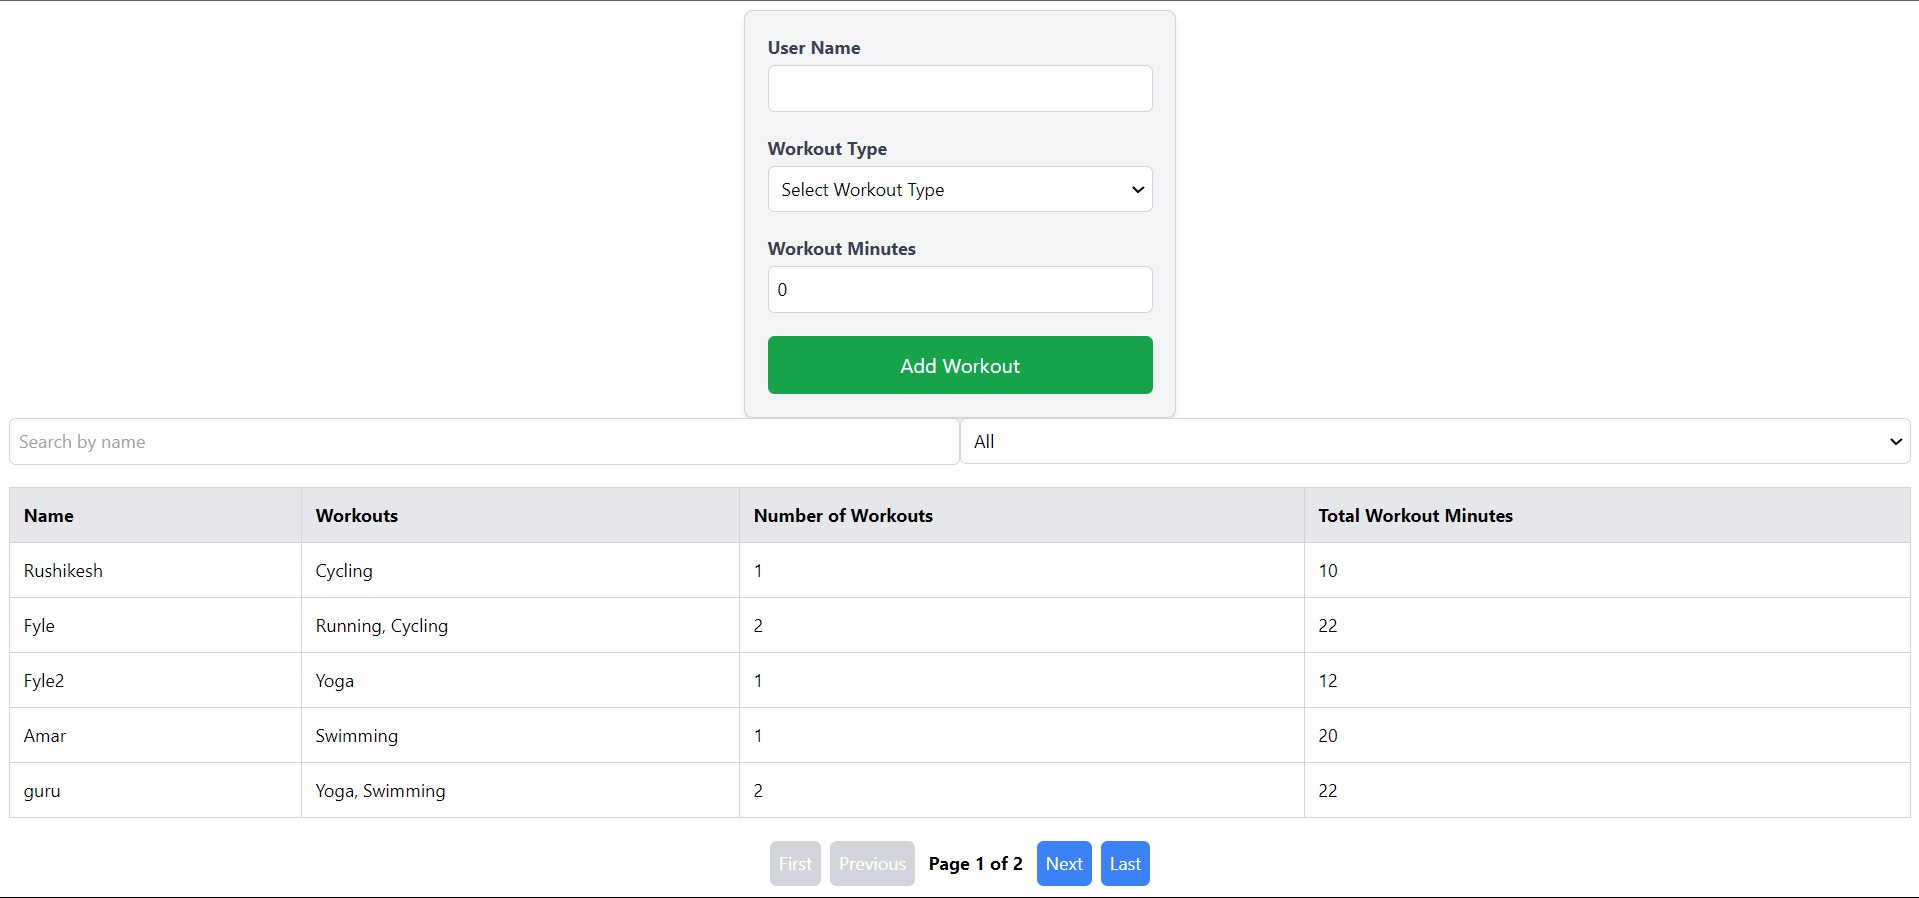 User Name
Workout Type
Select Workout Type
Workout Minutes
0
Add Workout
Search by name All
Name Workouts Number of Workouts Total Workout Minutes
Rushikesh Cycling 1 10
Fyle Running, Cycling 2 22
Fyle2 Yoga 1 12
Amar Swimming 1 20
guru Yoga, Swimming 2 22
First Previous Page 1 of 2 Next Last